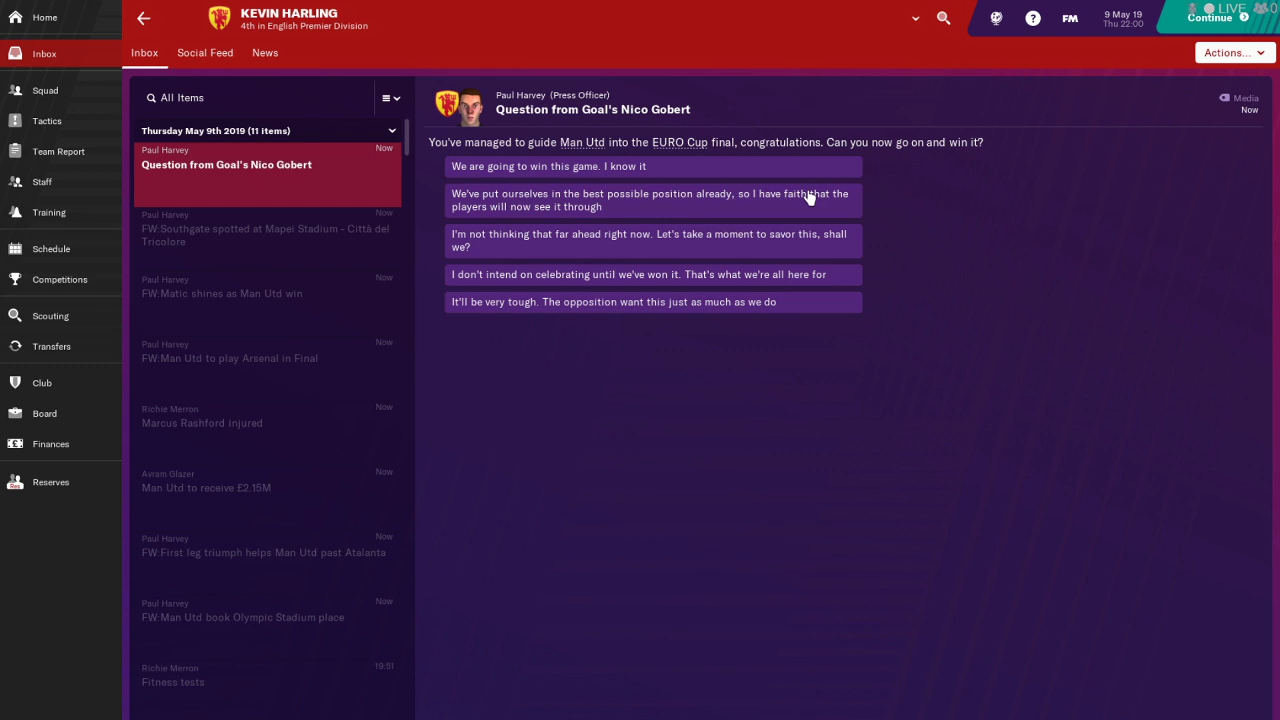 Home
Inbox
Squad
Tactics
Team Report
Staff
Training
Schedule
Competitions
Scouting
Transfers
Club
Board
Finances
Res
Reserves
KEVIN HARLING
4th in English Premier Division
FM
9 May 19
Thu 22:00
LIVE 0
Continue
Inbox Social Feed News
Actions...
All Items
Thursday May 9th 2019 (11 items)
Paul Harvey Now
Question from Goal's Nico Gobert
Paul Harvey Now
FW:Southgate spotted at Mapei Stadium - Città del
Tricolore
Paul Harvey Now
FW:Matic shines as Man Utd win
Paul Harvey Now
FW:Man Utd to play Arsenal in Final
Richie Merron Now
Marcus Rashford injured
Avram Glazer Now
Man Utd to receive £2.15M
Paul Harvey Now
FW:First leg triumph helps Man Utd past Atalanta
Paul Harvey Now
FW:Man Utd book Olympic Stadium place
Richie Merron 19:51
Fitness tests
Paul Harvey (Press Officer)
Question from Goal's Nico Gobert
Media
Now
You've managed to guide Man Utd into the EURO Cup final, congratulations. Can you now go on and win it?
We are going to win this game. I know it
We've put ourselves in the best possible position already, so I have faith that the
players will now see it through
I'm not thinking that far ahead right now. Let's take a moment to savor this, shall
we?
I don't intend on celebrating until we've won it. That's what we're all here for
It'll be very tough. The opposition want this just as much as we do